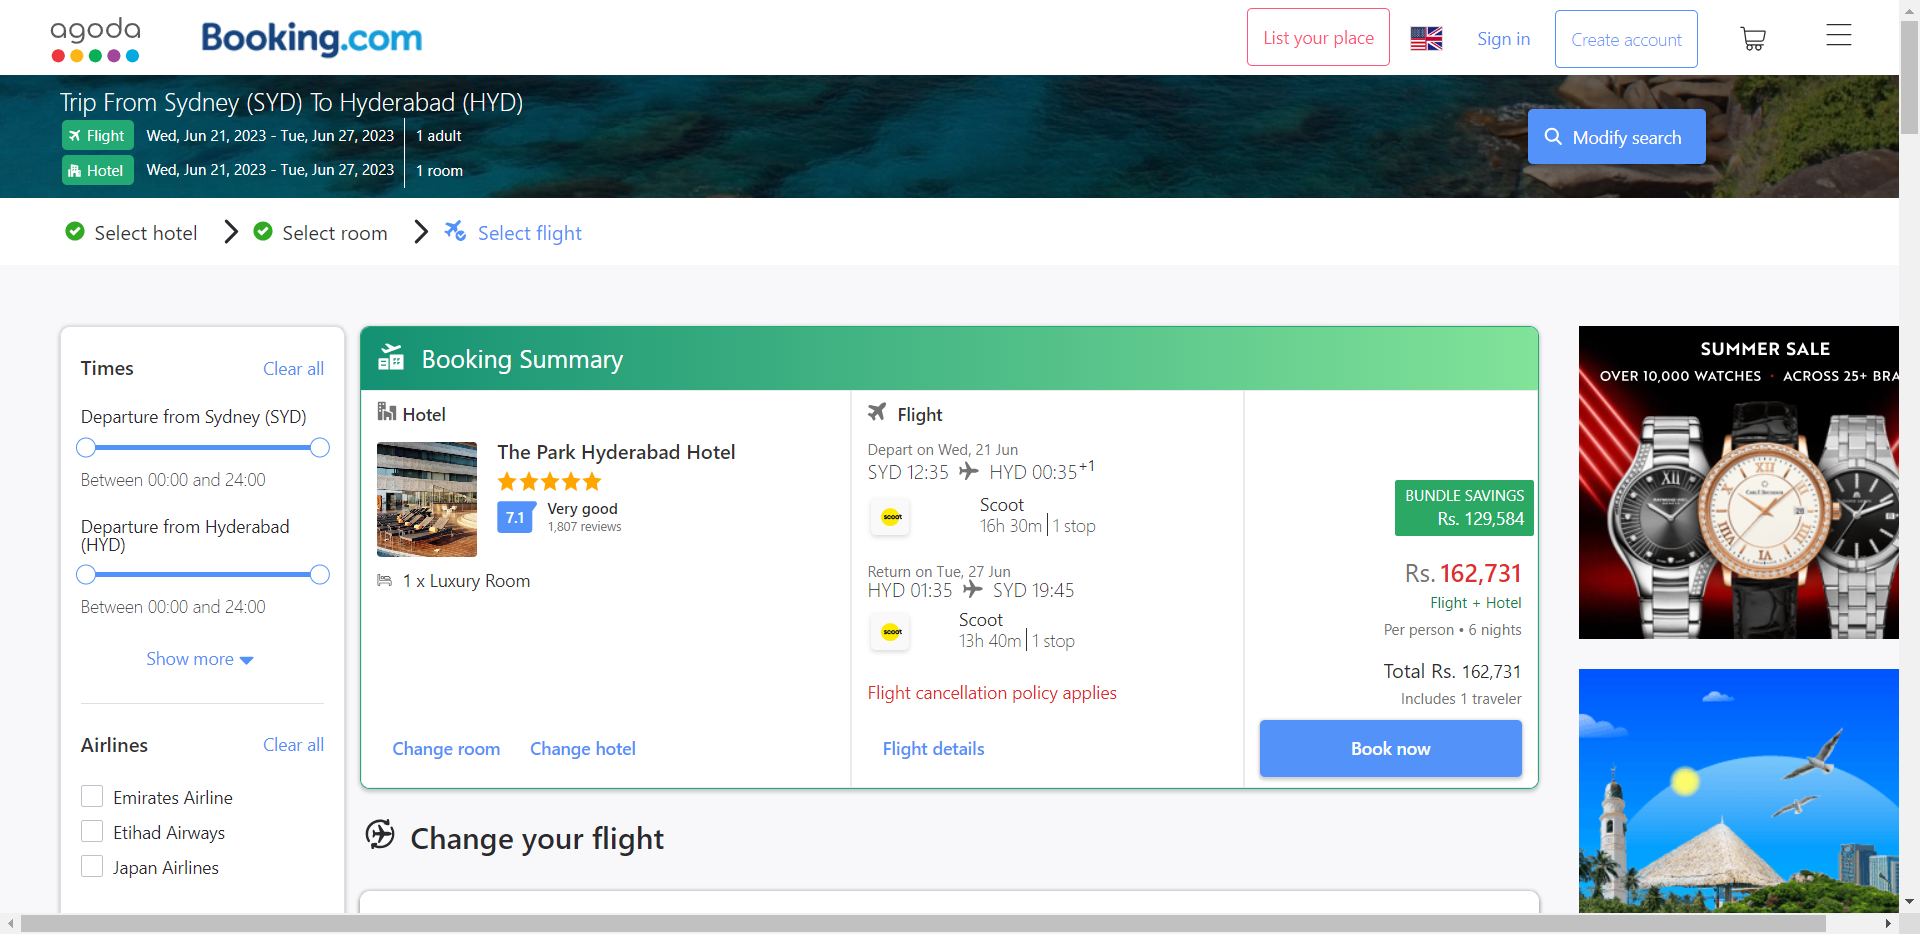 agoda
Booking.com
List your place
Sign in
Create account
Trip From Sydney (SYD) To Hyderabad (HYD)
Flight
Wed, Jun 21, 2023 - Tue, Jun 27, 2023
1 adult
Hotel
Wed, Jun 21, 2023 - Tue, Jun 27, 2023
1 room
Modify search
Select hotel
Select room
Select flight
Times
Clear all
Departure from Sydney (SYD)
Between 00:00 and 24:00
Departure from Hyderabad
(HYD)
Between 00:00 and 24:00
Show more
Airlines
Clear all
Emirates Airline
Etihad Airways
Japan Airlines
Booking Summary
Hotel
The Park Hyderabad Hotel
7.1
Very good
1,807 reviews
1 x Luxury Room
Change room
Change hotel
Flight
Depart on Wed, 21 Jun
SYD 12:35 HYD 00:35+1
scoot
Scoot
16h 30m 1 stop
Return on Tue, 27 Jun
HYD 01:35 SYD 19:45
scoot
Scoot
13h 40m 1 stop
Flight cancellation policy applies
Flight details
BUNDLE SAVINGS
Rs. 129,584
Rs. 162,731
Flight + Hotel
Per person • 6 nights
Total Rs. 162,731
Includes 1 traveler
Book now
Change your flight
SUMMER SALE
OVER 10,000 WATCHES • ACROSS 25+ BRA